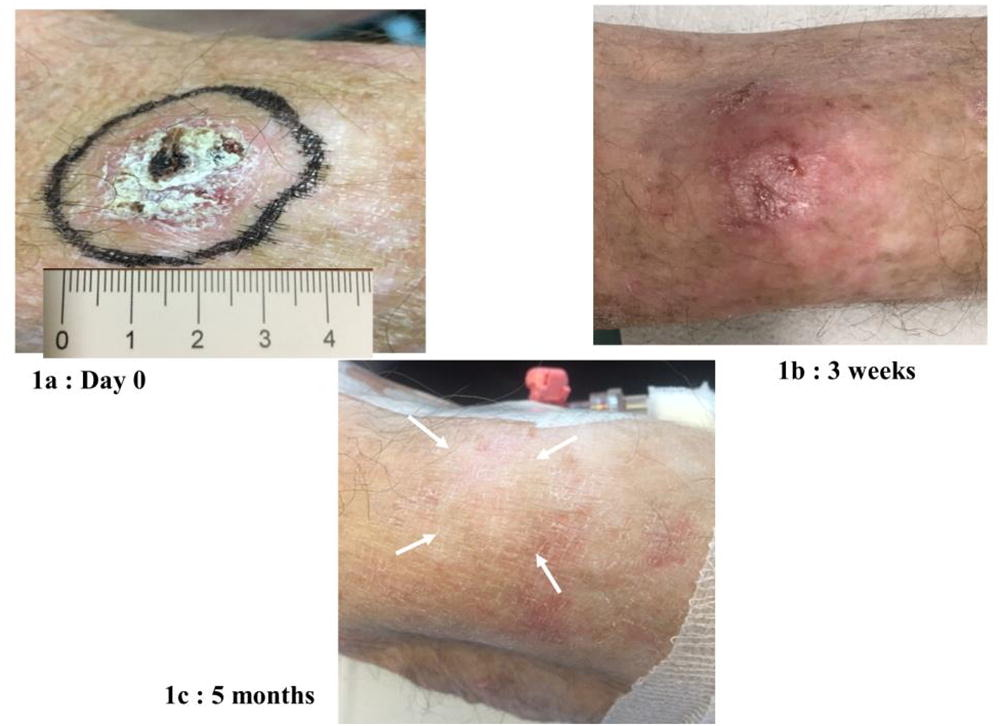 0 1 2 3 4
1a : Day 0
1b : 3 weeks
1c : 5 months